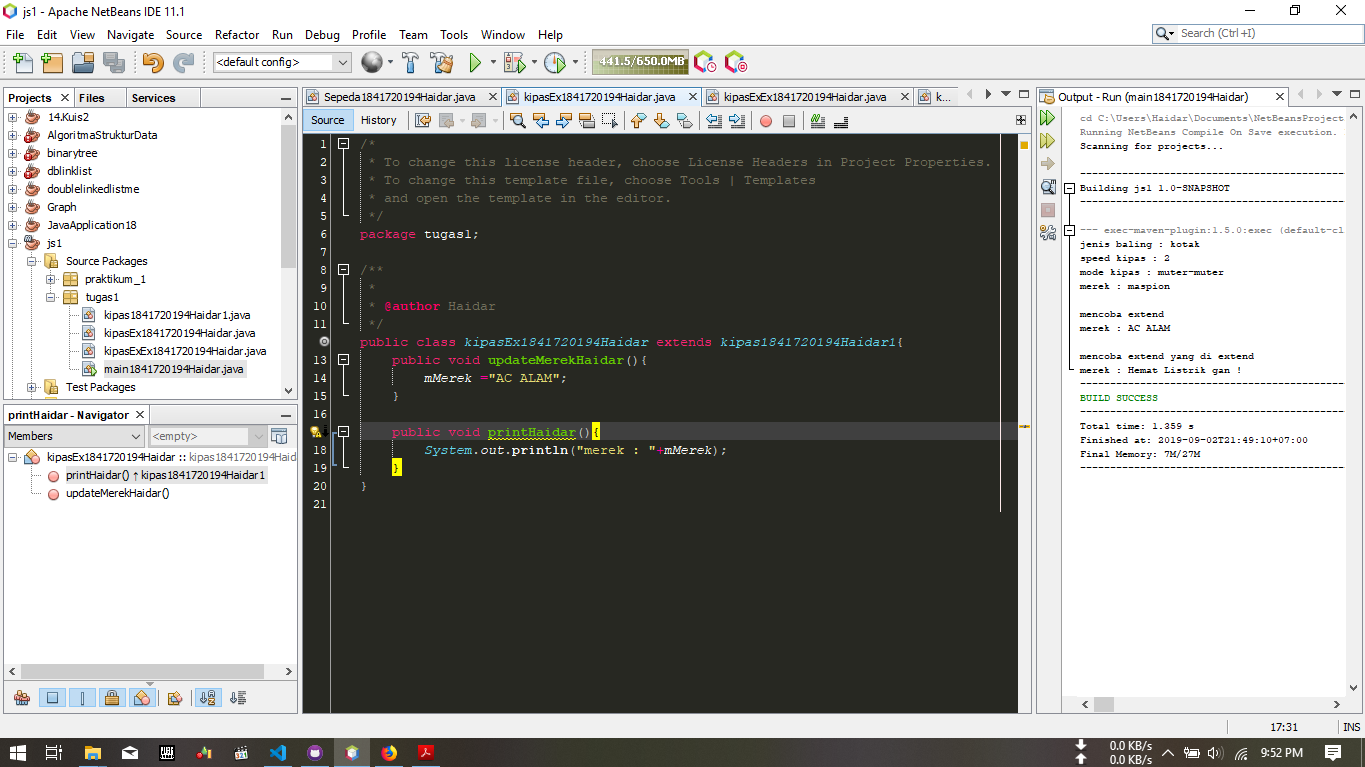 js1 - Apache NetBeans IDE 11.1
File Edit View Navigate Source Refactor Run Debug Profile Team Tools Window Help
Search (Ctrl+I)
<default config>
441.5/650.0MB
Projects Files Services
14.Kuis2
AlgoritmaStrukturData
binarytree
dblinklist
doublelinkedlistme
Graph
JavaApplication18
js1
Source Packages
praktikum_1
tugas1
kipas1841720194Haidar1.java
kipasEx1841720194Haidar.java
kipasExEx1841720194Haidar.java
main1841720194Haidar.java
Test Packages
printHaidar - Navigator
Members
<empty>
kipasEx1841720194Haidar :: kipas1841720194Haid
printHaidar() ↑ kipas1841720194Haidar1
updateMerekHaidar()
Sepeda1841720194Haidar.java kipasEx1841720194Haidar.java kipasExEx1841720194Haidar.java k...
Source History
1 /*
2 * To change this license header, choose License Headers in Project Properties.
3 * To change this template file, choose Tools | Templates
4 * and open the template in the editor.
5 */
6 package tugas1;
7
8 /**
9 *
10 * @author Haidar
11 */
public class kipasEx1841720194Haidar extends kipas1841720194Haidar1{
13 public void updateMerekHaidar(){
14 mMerek ="AC ALAM";
15 }
16
public void printHaidar(){
18 System.out.println("merek : "+mMerek);
19 }
20 }
21
Output - Run (main1841720194Haidar)
cd C:\Users\Haidar\Documents\NetBeansProject
Running NetBeans Compile On Save execution.
Scanning for projects...
------------------------------------------
Building js1 1.0-SNAPSHOT
------------------------------------------
--- exec-maven-plugin:1.5.0:exec (default-cl
jenis baling : kotak
speed kipas : 2
mode kipas : muter-muter
merek : maspion
mencoba extend
merek : AC ALAM
mencoba extend yang di extend
merek : Hemat Listrik gan !
------------------------------------------
BUILD SUCCESS
------------------------------------------
Total time: 1.359 s
Finished at: 2019-09-02T21:49:10+07:00
Final Memory: 7M/27M
------------------------------------------
17:31 INS
0.0 KB/s
0.0 KB/s
9:52 PM